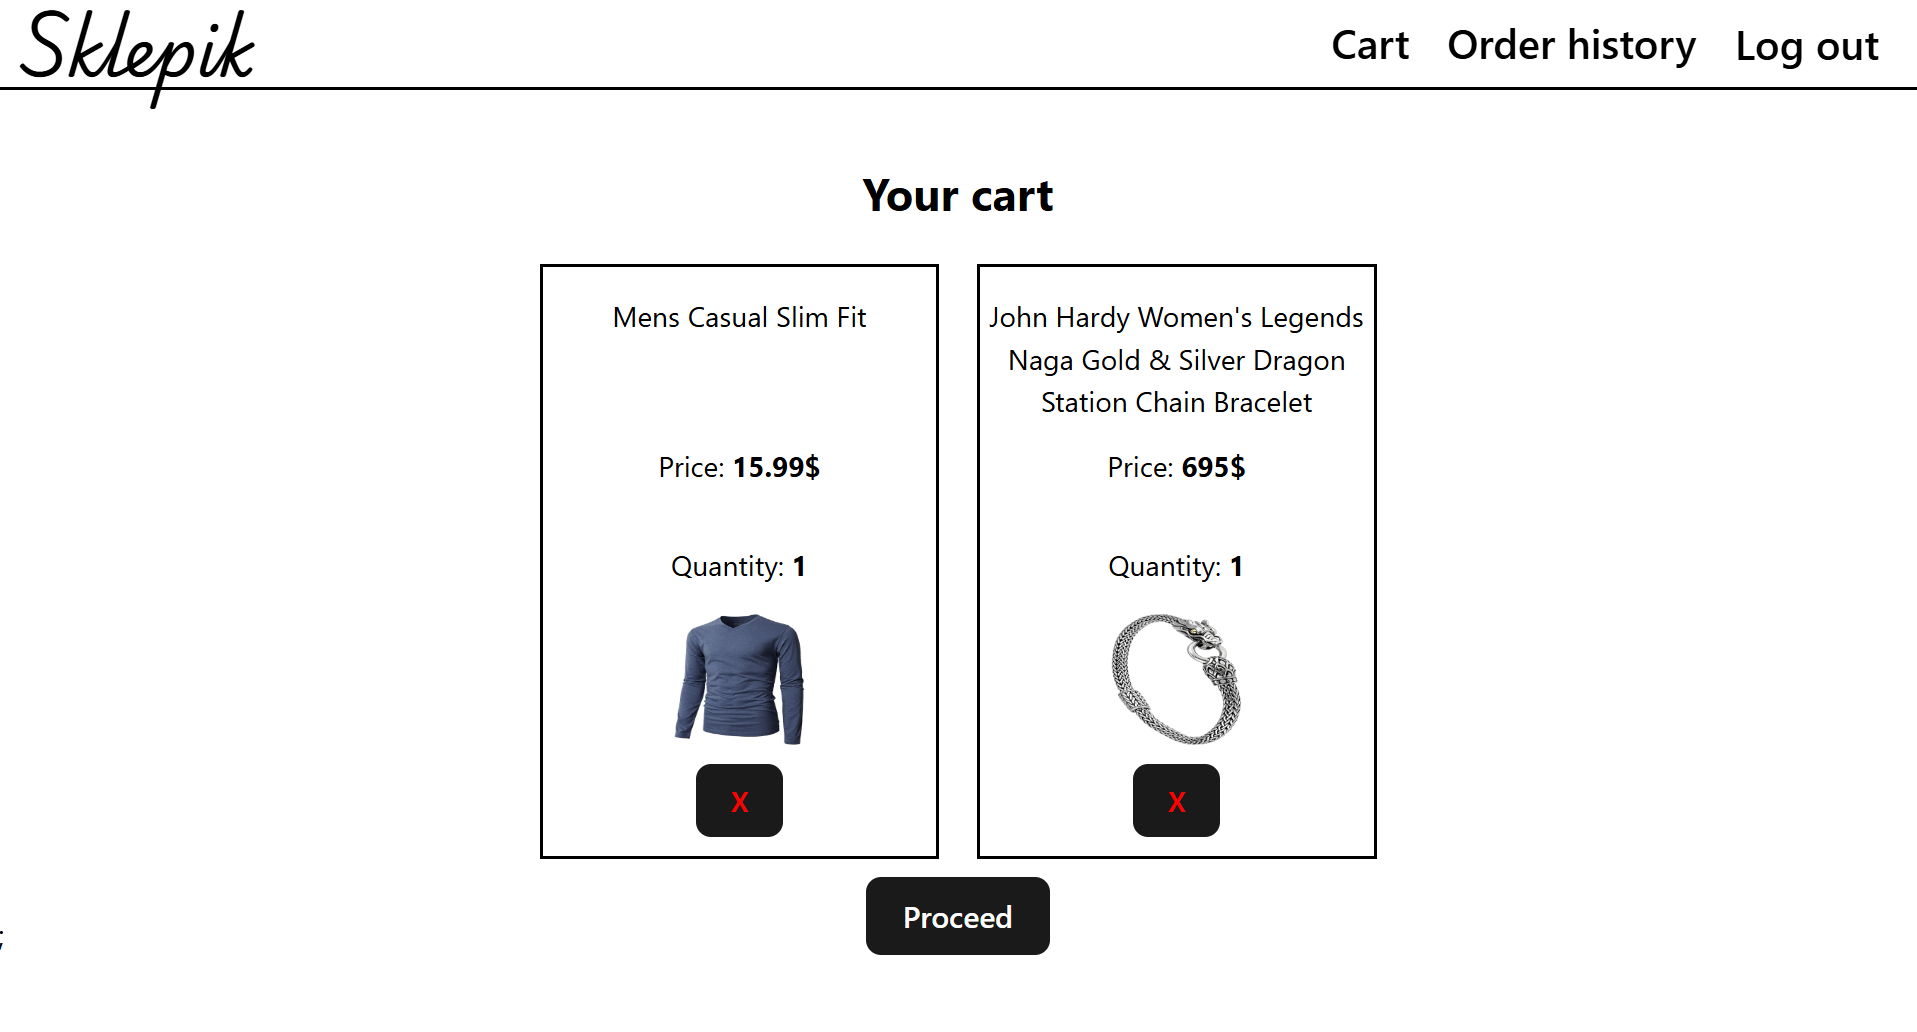 Sklepik
Cart Order history Log out
Your cart
Mens Casual Slim Fit
Price: 15.99$
Quantity: 1
X
John Hardy Women's Legends
Naga Gold & Silver Dragon
Station Chain Bracelet
Price: 695$
Quantity: 1
X
Proceed
;